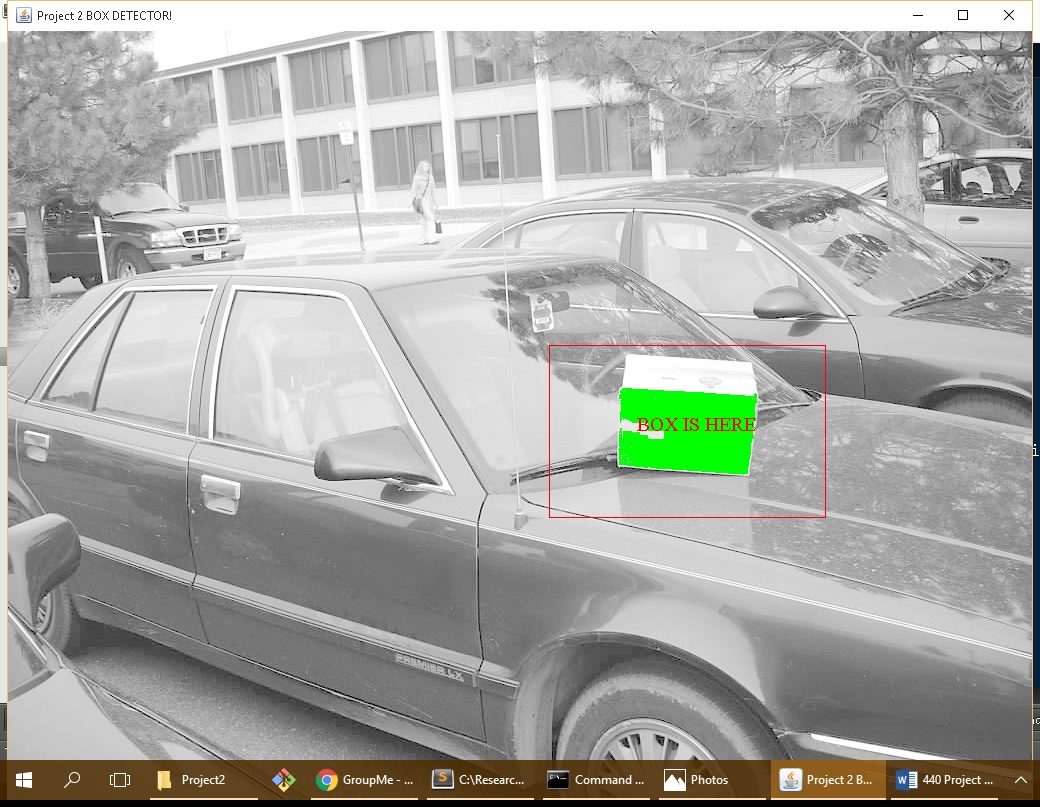 Project 2 BOX DETECTOR!
BOX IS HERE
PREMIER LX
Project2
GroupMe - ...
C:\Researc...
Command ...
Photos
Project 2 B...
440 Project ...